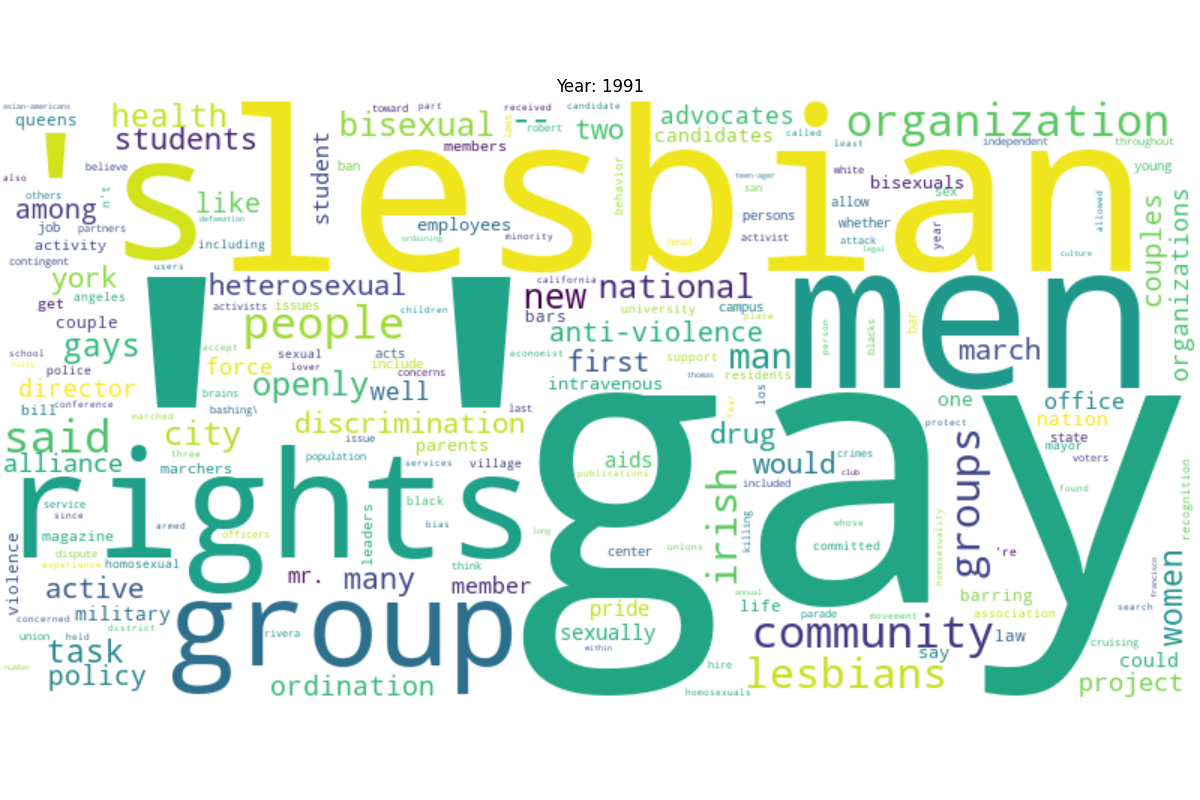 Year: 1991
asian-americans
queens
health
students
toward
part
bisexual
members
received
candidate
--
laws
robert
two
advocates
candidates
called
least
organization
independent
throughout
'
's
lesbian
believe
also
others
n't
among
job
partners
activity
contingent
like
defamation
including
users
student
ban
employees
ordaining
minority
behavior
teen-ager
san
head
persons
activist
white
bisexuals
sex
allow
whether
attack
legal
year
young
allowed
culture
couples
organizations
york
get
angeles
couple
gays
heterosexual
activists
issues
children
people
accept
''
new
bars
california
national
university
campus
place
anti-violence
economist
first
support
man
thomas
residents
intravenous
men
person
blacks
bar
march
school
rally
police
director
bill
conference
force
sexual
lover
acts
include
concerns
openly
well
brains
bashing\
marched
last
discrimination
los
fear
one
office
nation
protect
state
mayor
voters
said
alliance
city
three
marchers
issue
parents
population
services
village
aids
publications
drug
would
included
crimes
club
groups
found
recognition
rights
gay
service
since
magazine
dispute
experience
homosexual
armed
officers
leaders
black
bias
long
think
irish
center
unions
killing
whose
committed
homosexuality
're
violence
active
military
concerned
district
mr.
many
member
pride
sexually
within
annual
life
parade
movement
barring
association
search
francisco
women
union
held
task
policy
number
group
rivera
ordination
hire
homosexuals
community
law
say
lesbians
cruising
could
project